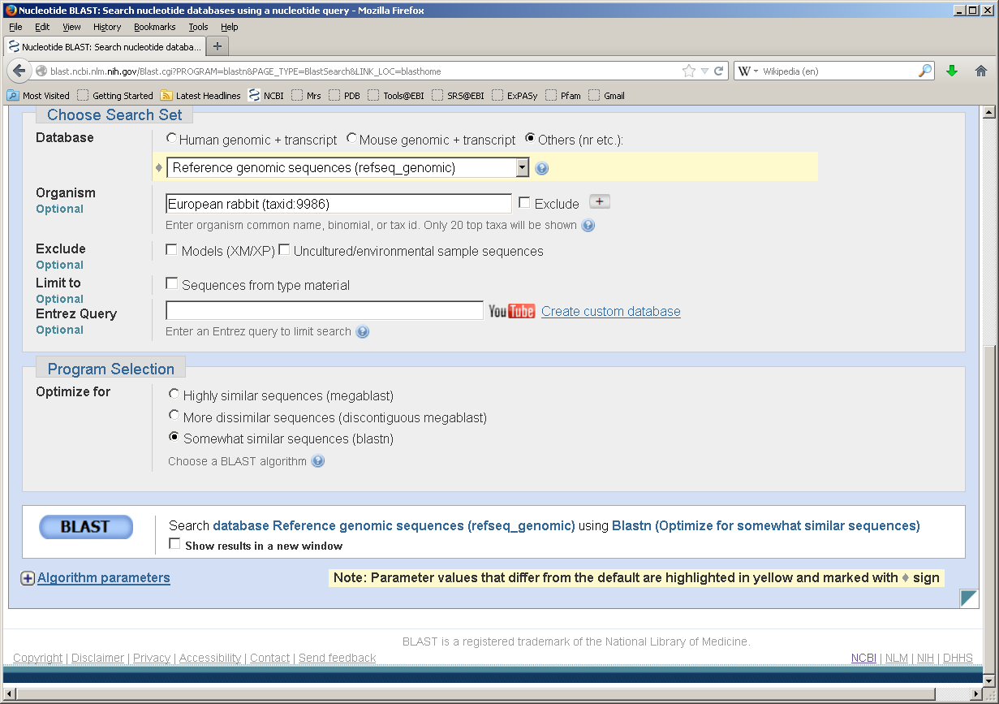 Nucleotide BLAST: Search nucleotide databases using a nucleotide query - Mozilla Firefox
File Edit View History Bookmarks Tools Help
Nucleotide BLAST: Search nucleotide databa... +
blast.ncbi.nlm.nih.gov/Blast.cgi?PROGRAM=blastn&PAGE_TYPE=BlastSearch&LINK_LOC=blasthome W Wikipedia (en)
Most Visited Getting Started Latest Headlines NCBI Mrs PDB Tools@EBI SRS@EBI ExPASy Pfam Gmail
Choose Search Set
Database Human genomic + transcript Mouse genomic + transcript Others (nr etc.):
Reference genomic sequences (refseq_genomic) ?
Organism
Optional
European rabbit (taxid:9986) Exclude +
Enter organism common name, binomial, or tax id. Only 20 top taxa will be shown ?
Exclude
Optional
Models (XM/XP) Uncultured/environmental sample sequences
Limit to
Optional
Sequences from type material
Entrez Query
Optional
YouTube Create custom database
Enter an Entrez query to limit search ?
Program Selection
Optimize for
Highly similar sequences (megablast)
More dissimilar sequences (discontiguous megablast)
Somewhat similar sequences (blastn)
Choose a BLAST algorithm ?
BLAST Search database Reference genomic sequences (refseq_genomic) using Blastn (Optimize for somewhat similar sequences)
Show results in a new window
+ Algorithm parameters Note: Parameter values that differ from the default are highlighted in yellow and marked with ♦ sign
BLAST is a registered trademark of the National Library of Medicine.
Copyright | Disclaimer | Privacy | Accessibility | Contact | Send feedback NCBI | NLM | NIH | DHHS